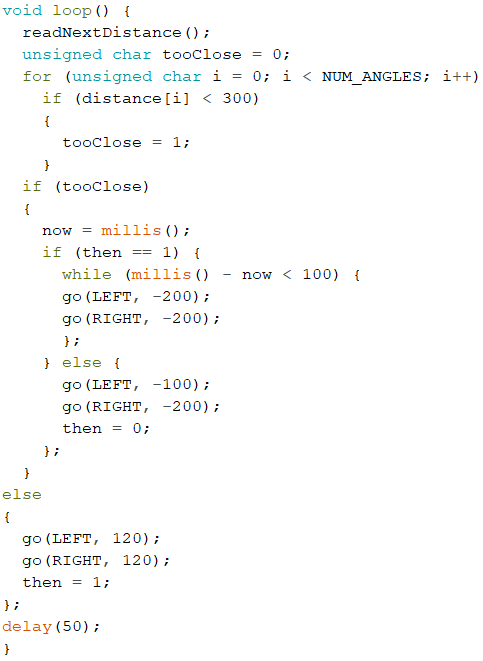 void loop() {
  readNextDistance();
  unsigned char tooClose = 0;
  for (unsigned char i = 0; i < NUM_ANGLES; i++)
    if (distance[i] < 300)
    {
      tooClose = 1;
    }
  if (tooClose)
  {
    now = millis();
    if (then == 1) {
      while (millis() - now < 100) {
      go(LEFT, -200);
      go(RIGHT, -200);
      };
    } else {
      go(LEFT, -100);
      go(RIGHT, -200);
      then = 0;
    };
  }
else
{
  go(LEFT, 120);
  go(RIGHT, 120);
  then = 1;
};
delay(50);
}